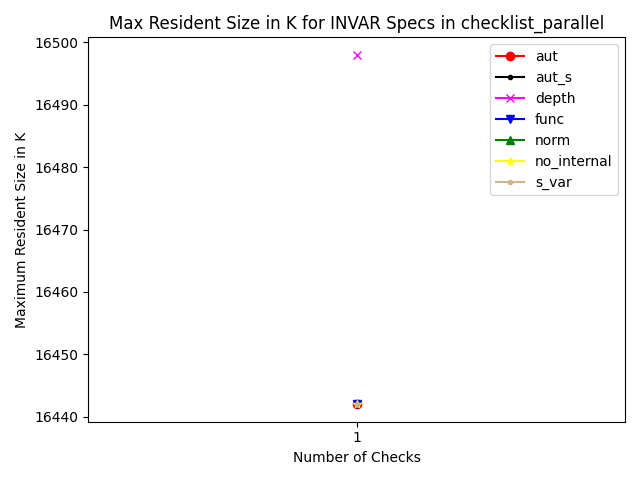 Max Resident Size in K for INVAR Specs in checklist_parallel
Maximum Resident Size in K
16500
16490
16480
16470
16460
16450
16440
aut
aut_s
depth
func
norm
no_internal
s_var
1
Number of Checks